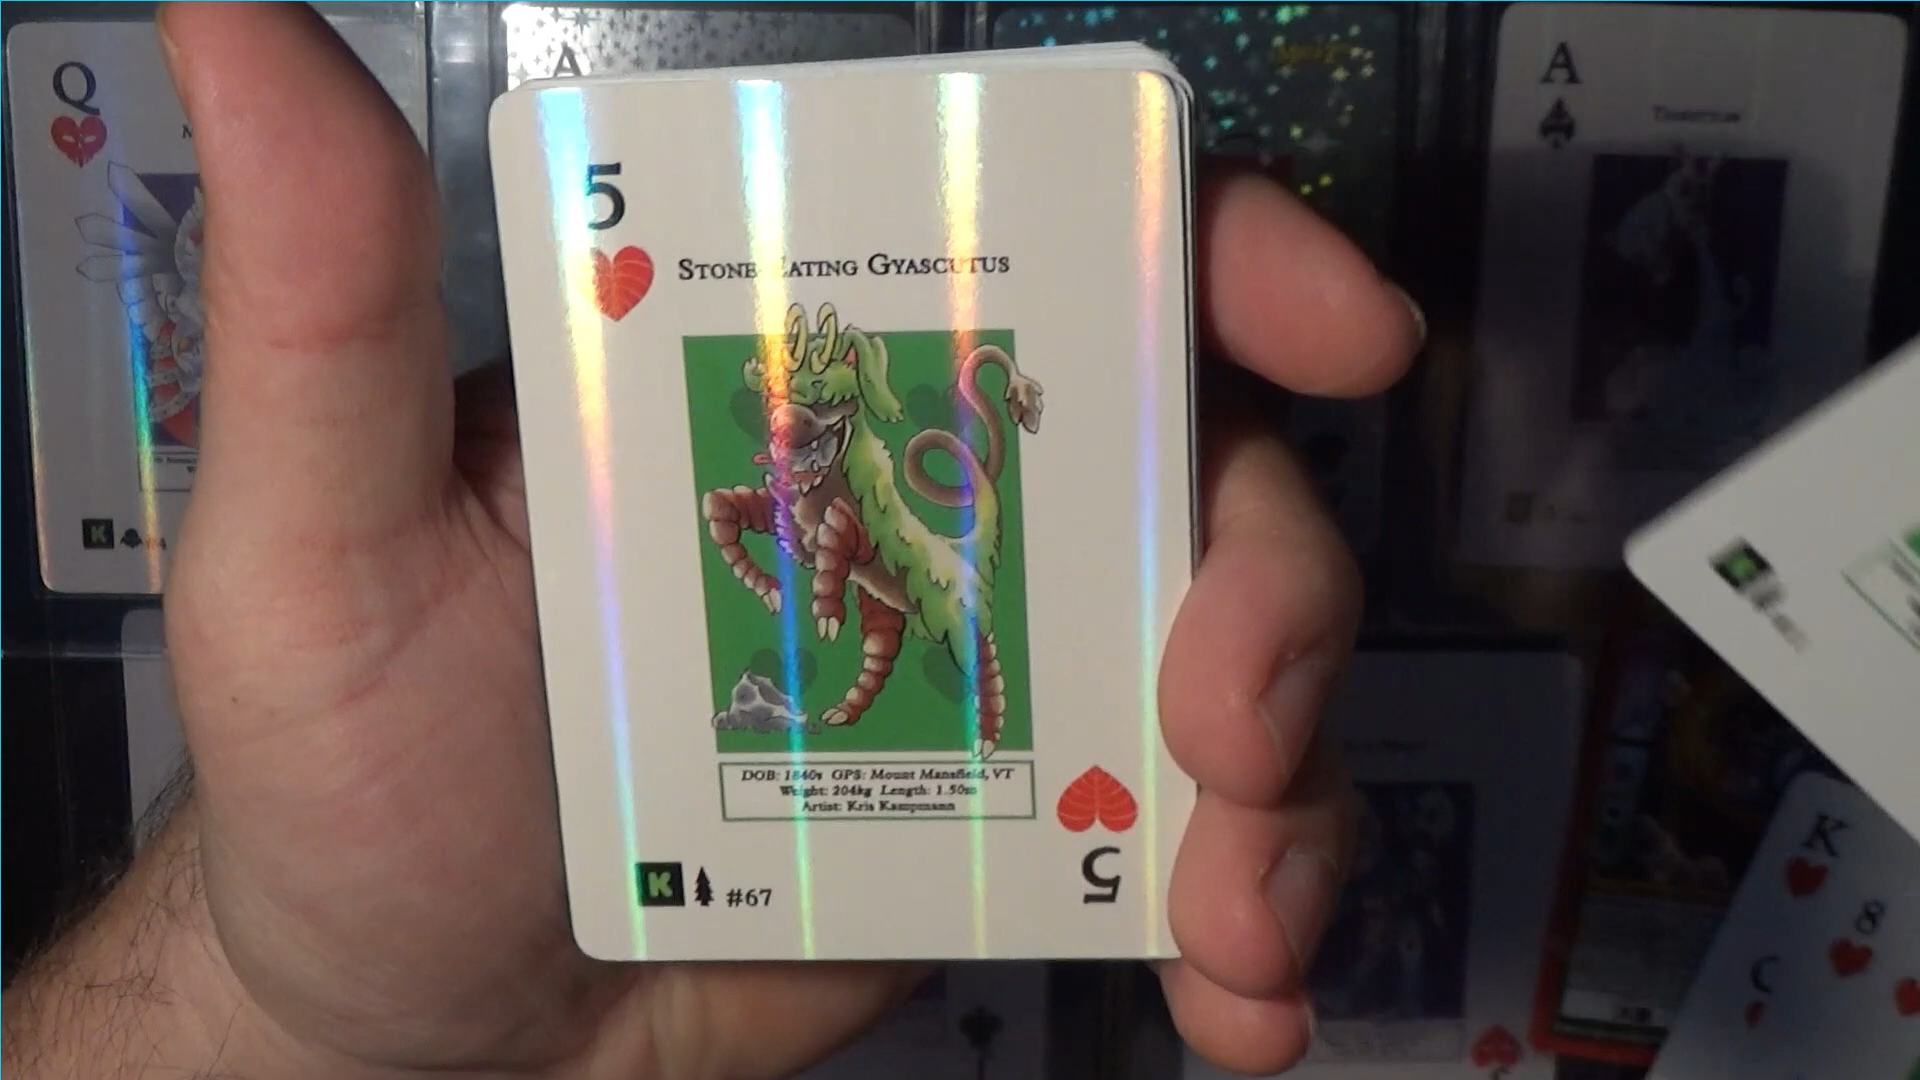 Q
A
A
5
STONE EATING GYASCUTUS
DOB: 1840s GPS: Mount Mansfield, VT
Weight: 204kg Length: 1.50m
Artist: Kris Kampmann
K #67
5
K
K
8